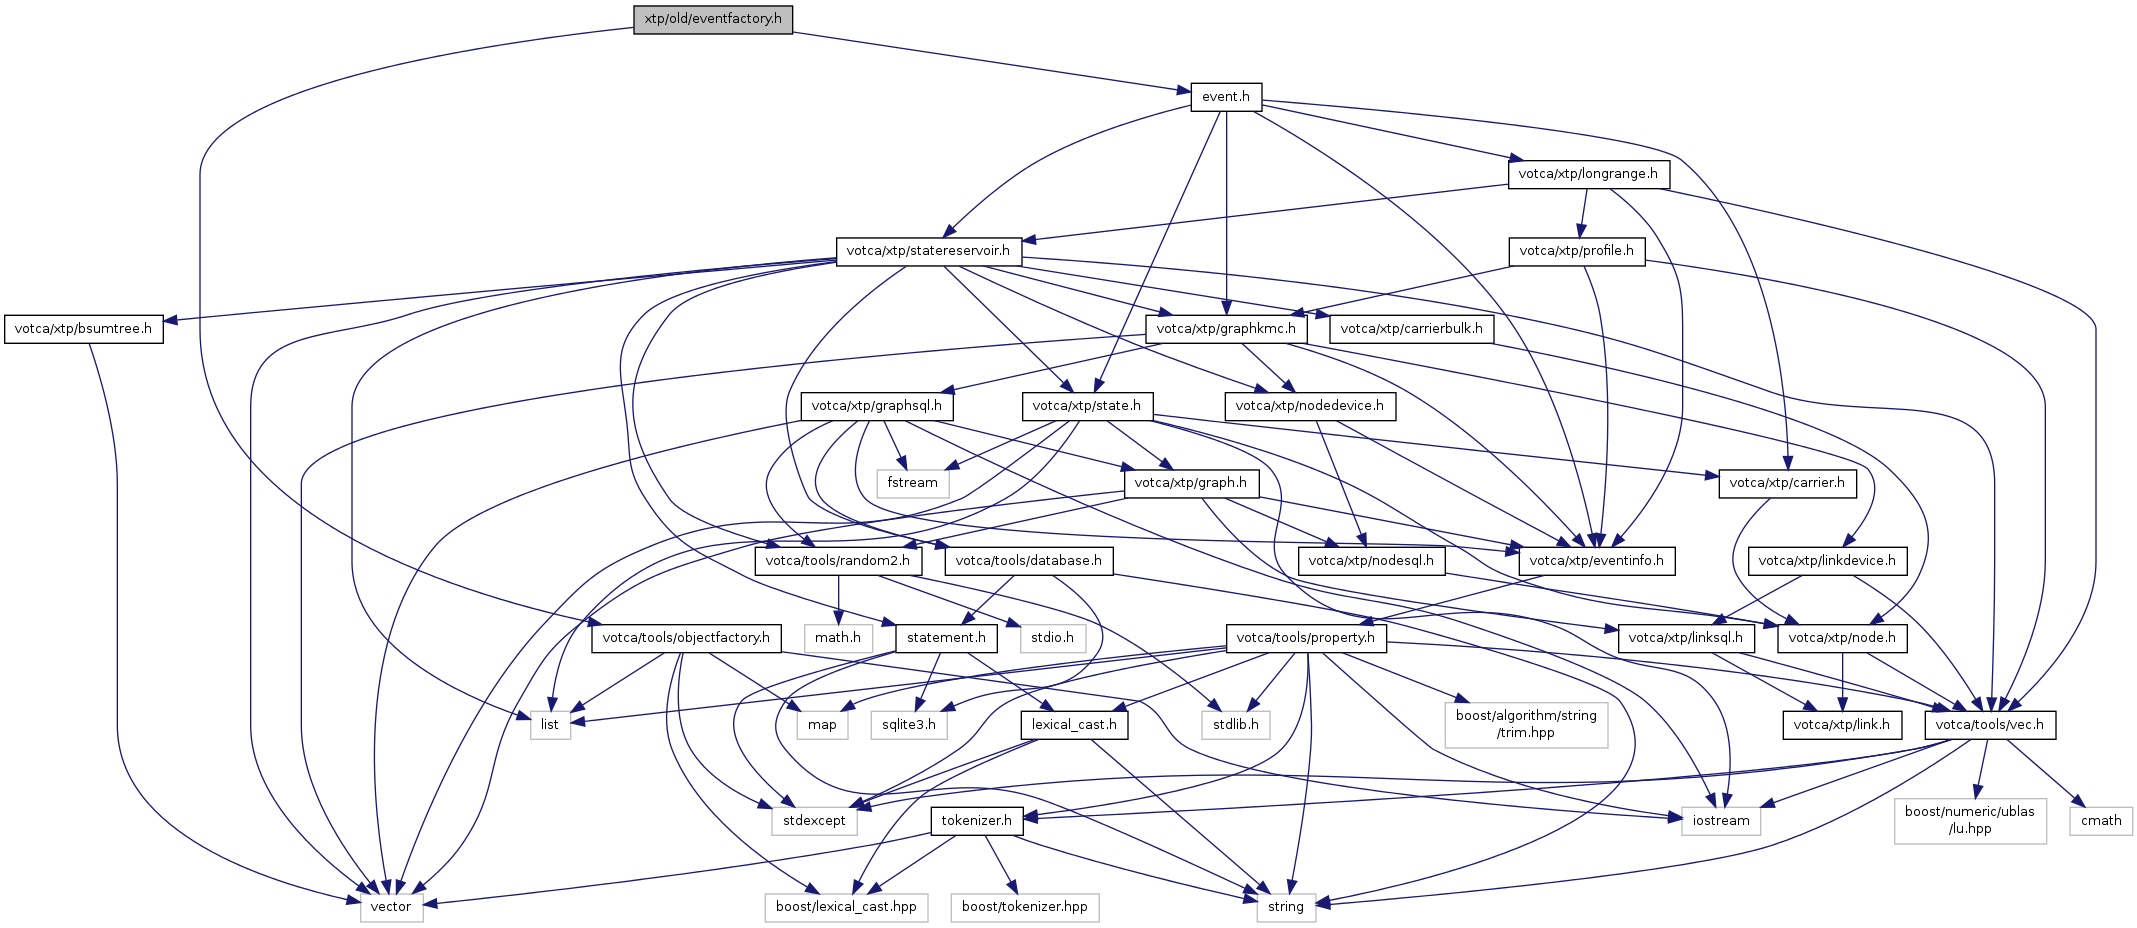 xtp/old/eventfactory.h
event.h
votca/xtp/longrange.h
votca/xtp/statereservoir.h
votca/xtp/profile.h
votca/xtp/bsumtree.h
votca/xtp/graphkmc.h
votca/xtp/carrierbulk.h
votca/xtp/graphsql.h
votca/xtp/state.h
votca/xtp/nodedevice.h
fstream
votca/xtp/graph.h
votca/xtp/carrier.h
votca/tools/random2.h
votca/tools/database.h
votca/xtp/nodesql.h
votca/xtp/eventinfo.h
votca/xtp/linkdevice.h
votca/tools/objectfactory.h
math.h
statement.h
stdio.h
votca/tools/property.h
votca/xtp/linksql.h
votca/xtp/node.h
list
map
sqlite3.h
lexical_cast.h
stdlib.h
boost/algorithm/string
/trim.hpp
votca/xtp/link.h
votca/tools/vec.h
stdexcept
tokenizer.h
iostream
boost/numeric/ublas
/lu.hpp
cmath
vector
boost/lexical_cast.hpp
boost/tokenizer.hpp
string